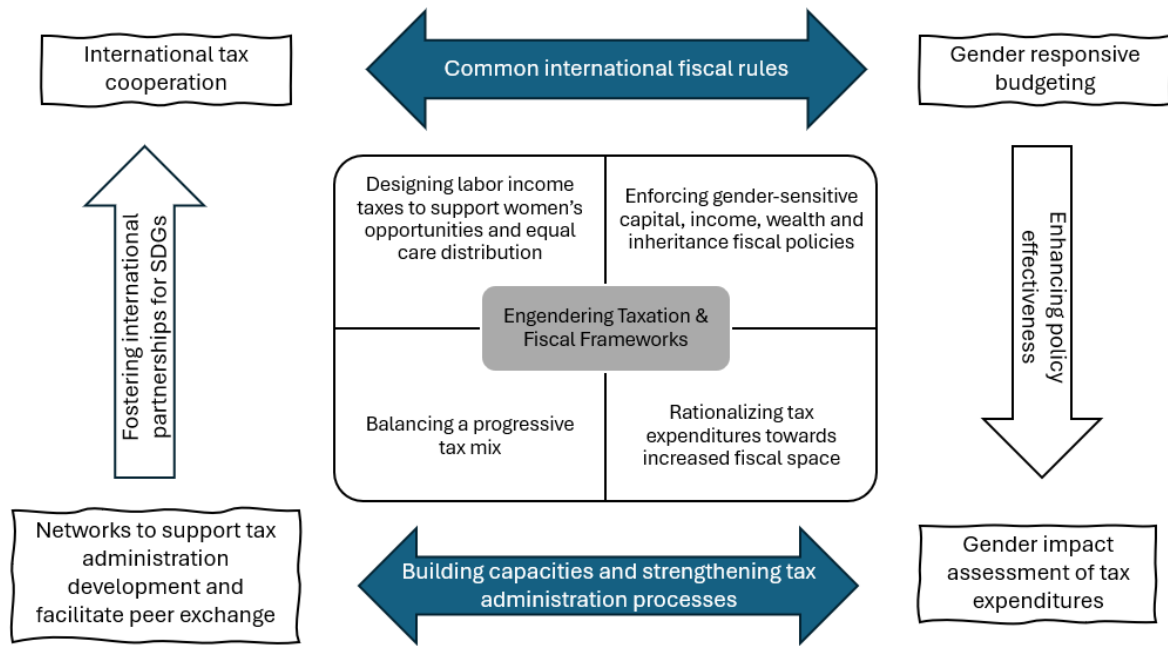 International tax
cooperation
Common international fiscal rules
Gender responsive
budgeting
Fostering international
partnerships for SDGs
Designing labor income
taxes to support women's
opportunities and equal
care distribution
Enforcing gender-sensitive
capital, income, wealth and
inheritance fiscal policies
Engendering Taxation &
Fiscal Frameworks
Balancing a progressive
tax mix
Rationalizing tax
expenditures towards
increased fiscal space
Enhancing policy
effectiveness
Networks to support tax
administration
development and
facilitate peer exchange
Building capacities and strengthening tax
administration processes
Gender impact
assessment of tax
expenditures